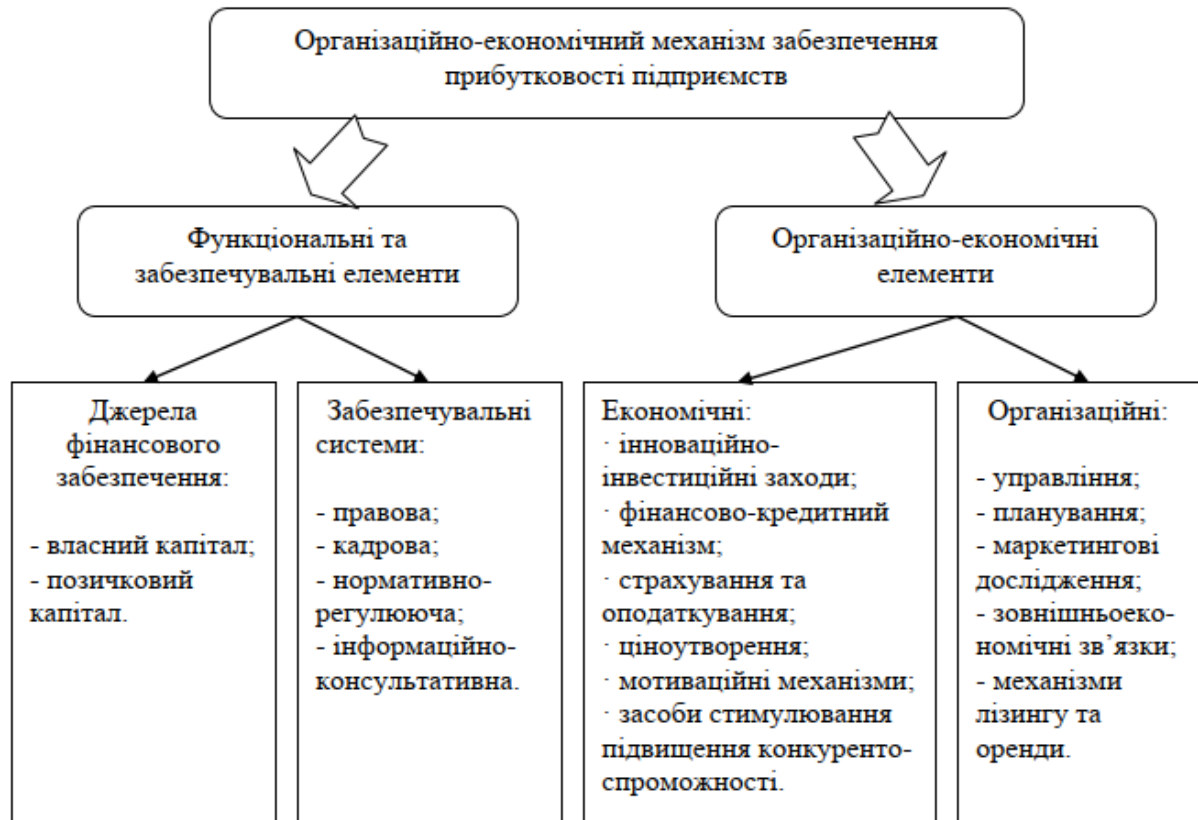 Організаційно-економічний механізм забезпечення
прибутковості підприємств
Функціональні та
забезпечувальні елементи
Організаційно-економічні
елементи
Джерела
фінансового
забезпечення:
- власний капітал;
- позичковий
капітал.
Забезпечувальні
системи:
- правова;
- кадрова;
- нормативно-
регулююча;
- інформаційно-
консультативна.
Економічні:
· інноваційно-
інвестиційні заходи;
· фінансово-кредитний
механізм;
· страхування та
оподаткування;
· ціноутворення;
· мотиваційні механізми;
· засоби стимулювання
підвищення конкуренто-
спроможності.
Організаційні:
- управління;
- планування;
- маркетингові
дослідження;
- зовнішньоеко-
номічні зв’язки;
- механізми
лізингу та
оренди.